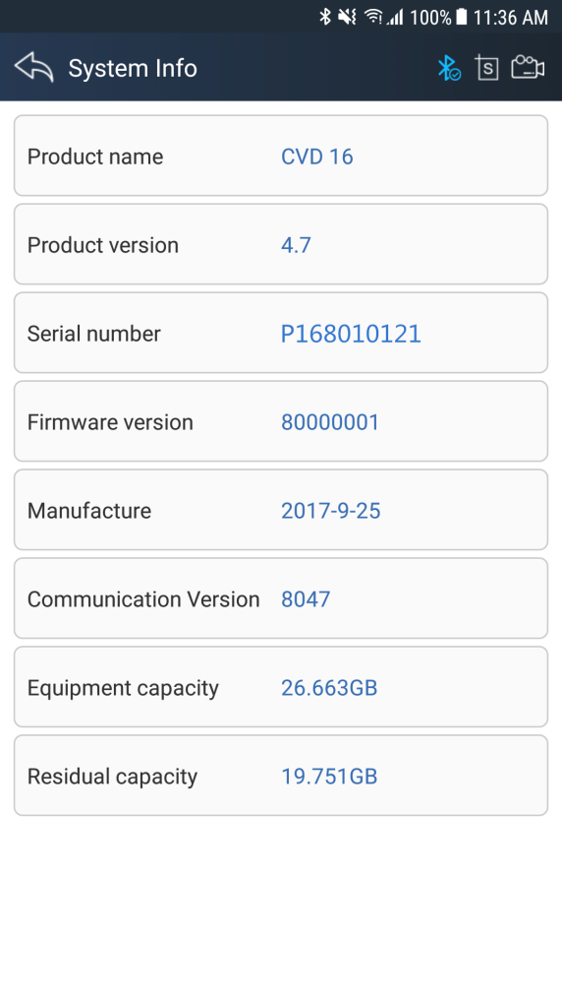 100% 11:36 AM
System Info
S
Product name CVD 16
Product version 4.7
Serial number P168010121
Firmware version 80000001
Manufacture 2017-9-25
Communication Version 8047
Equipment capacity 26.663GB
Residual capacity 19.751GB